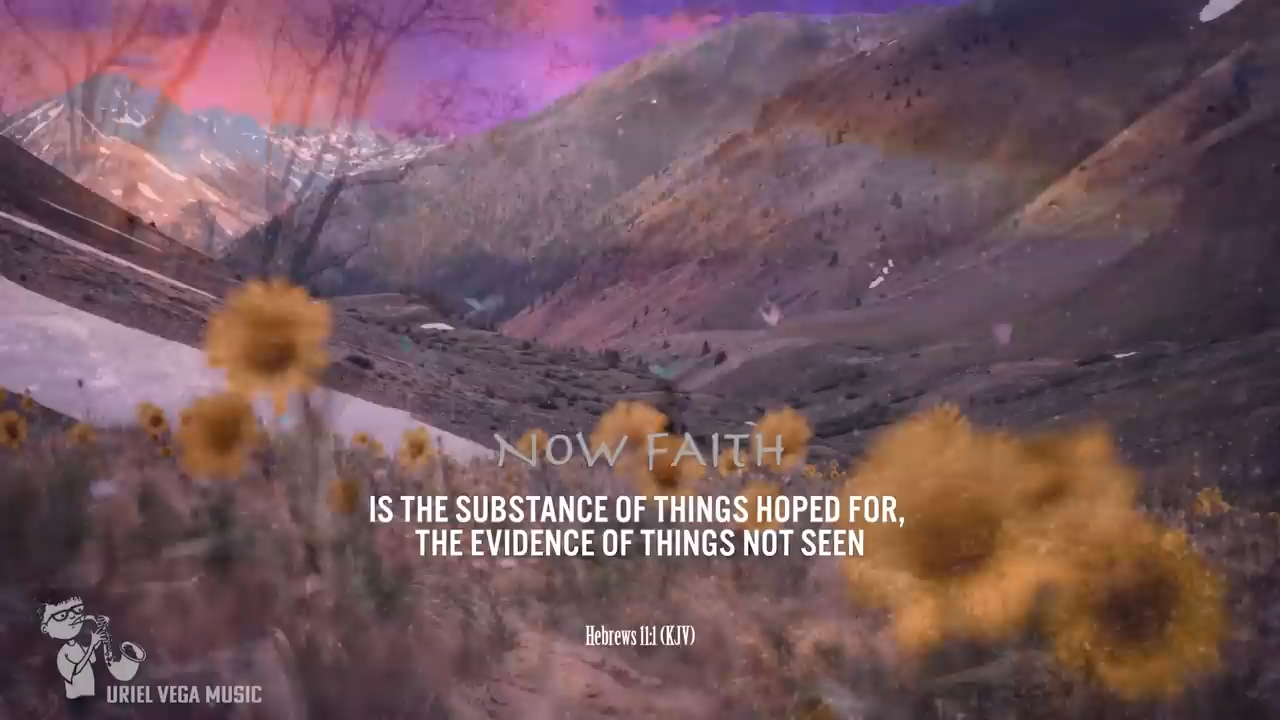 NOW FAITH
IS THE SUBSTANCE OF THINGS HOPED FOR,
THE EVIDENCE OF THINGS NOT SEEN
Hebrews 11:1 (KJV)
URIEL VEGA MUSIC